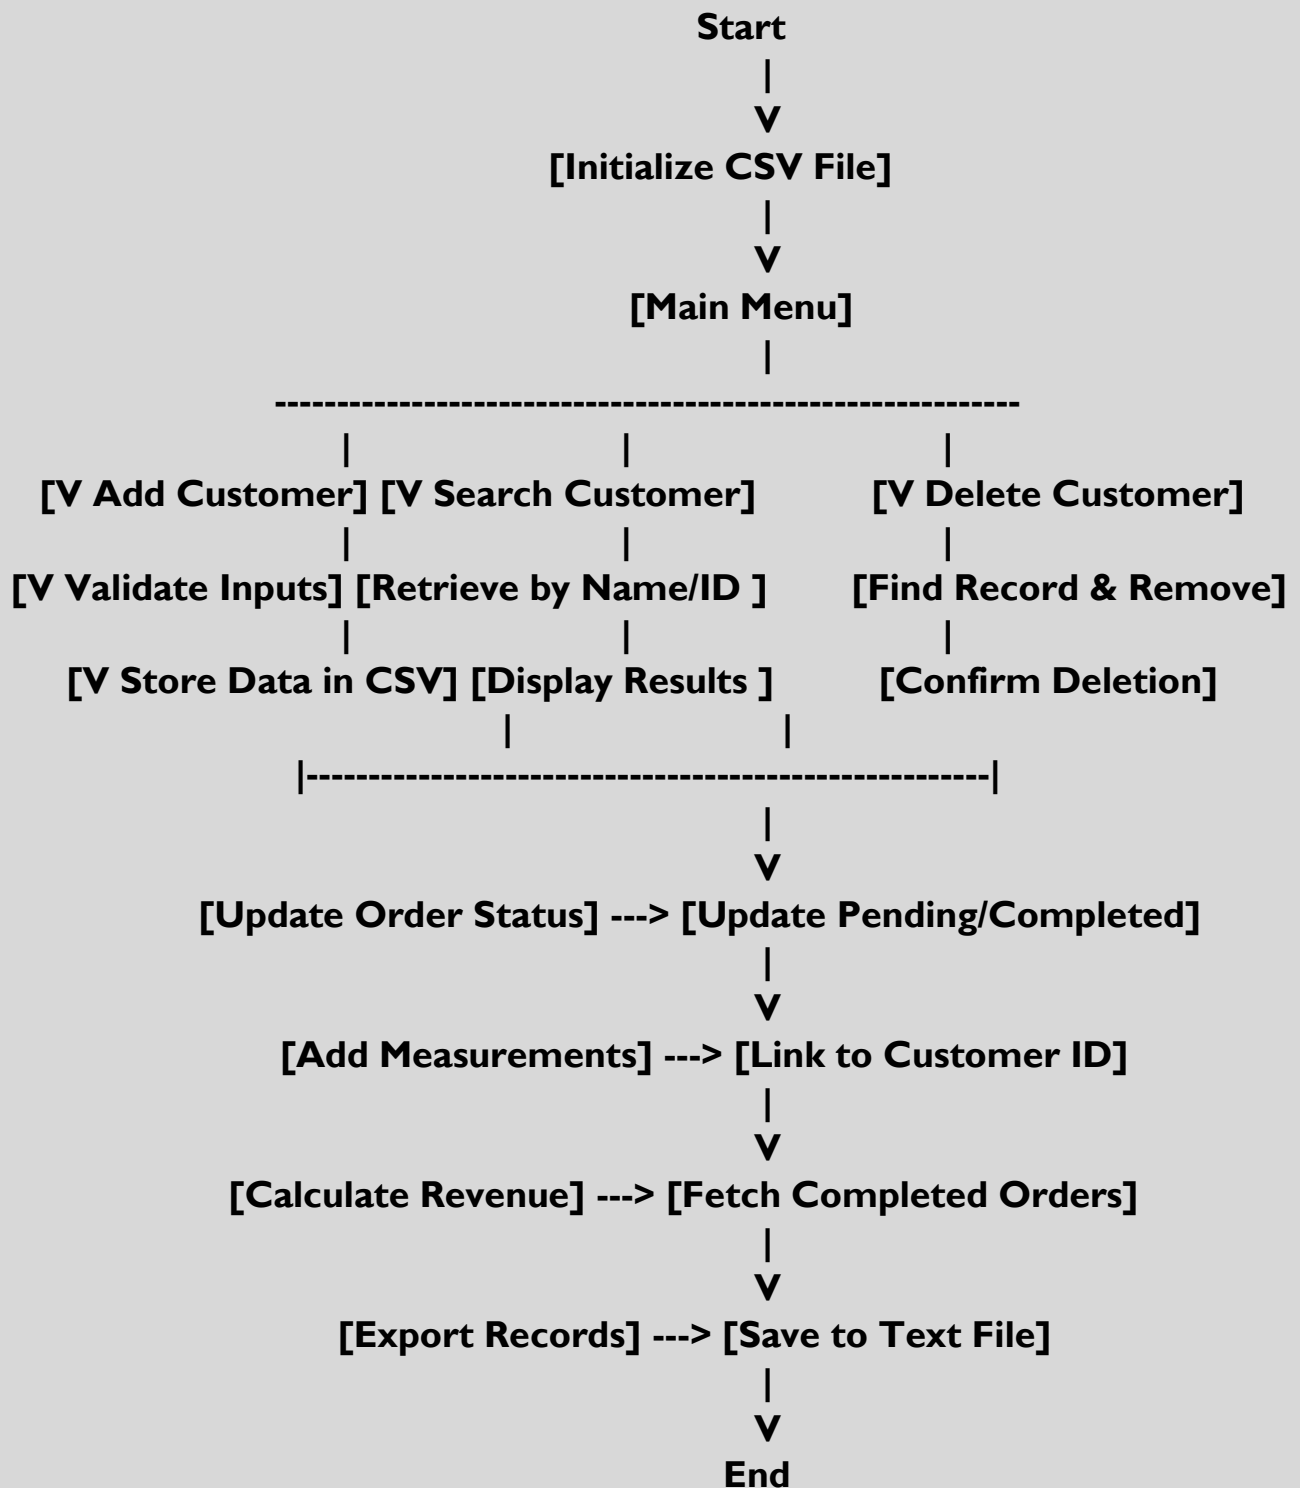 Start
|
V
[Initialize CSV File]
|
V
[Main Menu]
|
------------------------------------------------------------
| | |
[V Add Customer] [V Search Customer] [V Delete Customer]
| | |
[V Validate Inputs] [Retrieve by Name/ID ] [Find Record & Remove]
| | |
[V Store Data in CSV] [Display Results ] [Confirm Deletion]
| |
|-------------------------------------------------------|
|
V
[Update Order Status] ---> [Update Pending/Completed]
|
V
[Add Measurements] ---> [Link to Customer ID]
|
V
[Calculate Revenue] ---> [Fetch Completed Orders]
|
V
[Export Records] ---> [Save to Text File]
|
V
End